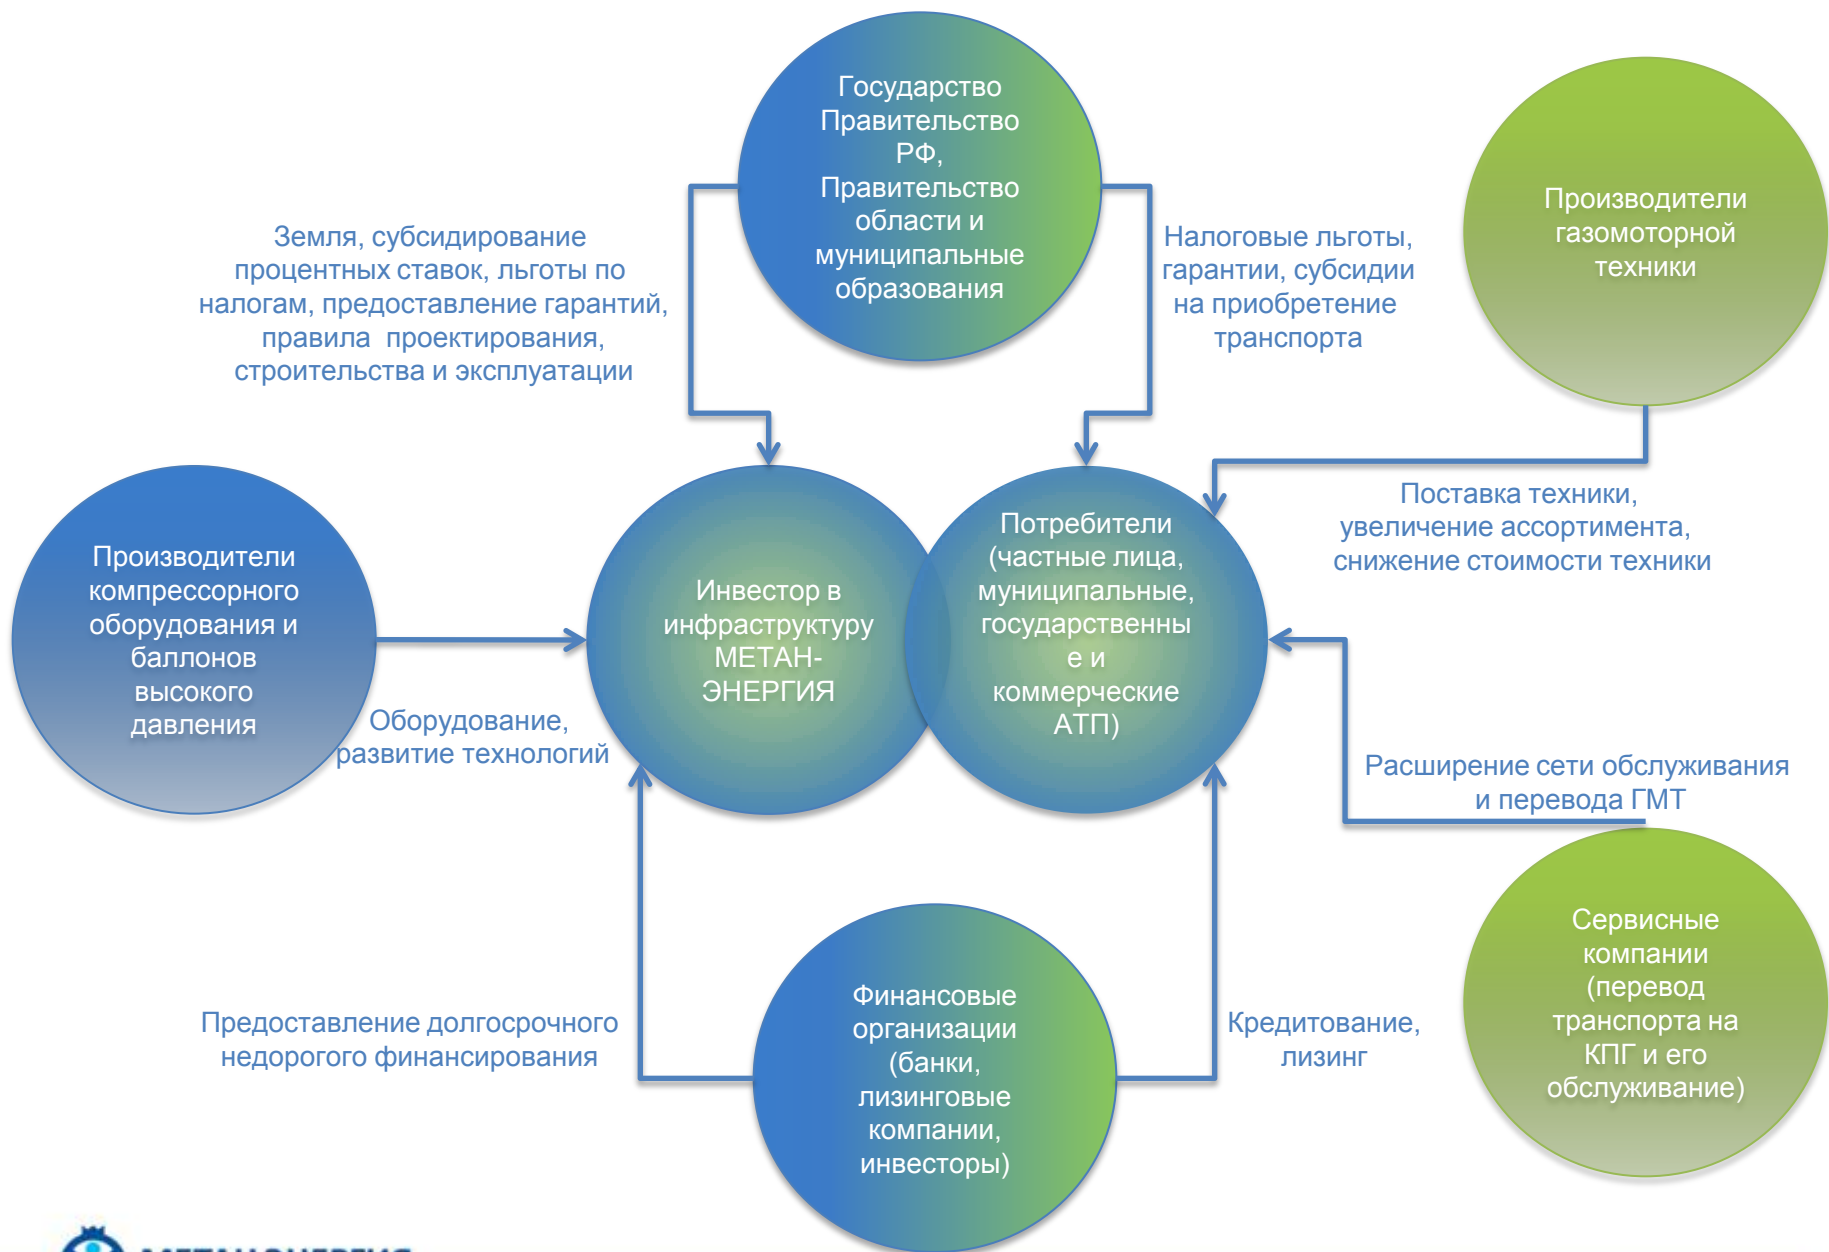 Государство
Правительство
РФ,
Правительство
области и
муниципальные
образования
Производители
газомоторной
техники
Земля, субсидирование
процентных ставок, льготы по
налогам, предоставление гарантий,
правила проектирования,
строительства и эксплуатации
Налоговые льготы,
гарантии, субсидии
на приобретение
транспорта
Поставка техники,
увеличение ассортимента,
снижение стоимости техники
Производители
компрессорного
оборудования и
баллонов
высокого
давления
Оборудование,
развитие технологий
Инвестор в
инфраструктуру
МЕТАН-
ЭНЕРГИЯ
Потребители
(частные лица,
муниципальные,
государственны
е и
коммерческие
АТП)
Расширение сети обслуживания
и перевода ГМТ
Предоставление долгосрочного
недорогого финансирования
Финансовые
организации
(банки,
лизинговые
компании,
инвесторы)
Кредитование,
лизинг
Сервисные
компании
(перевод
транспорта на
КПГ и его
обслуживание)